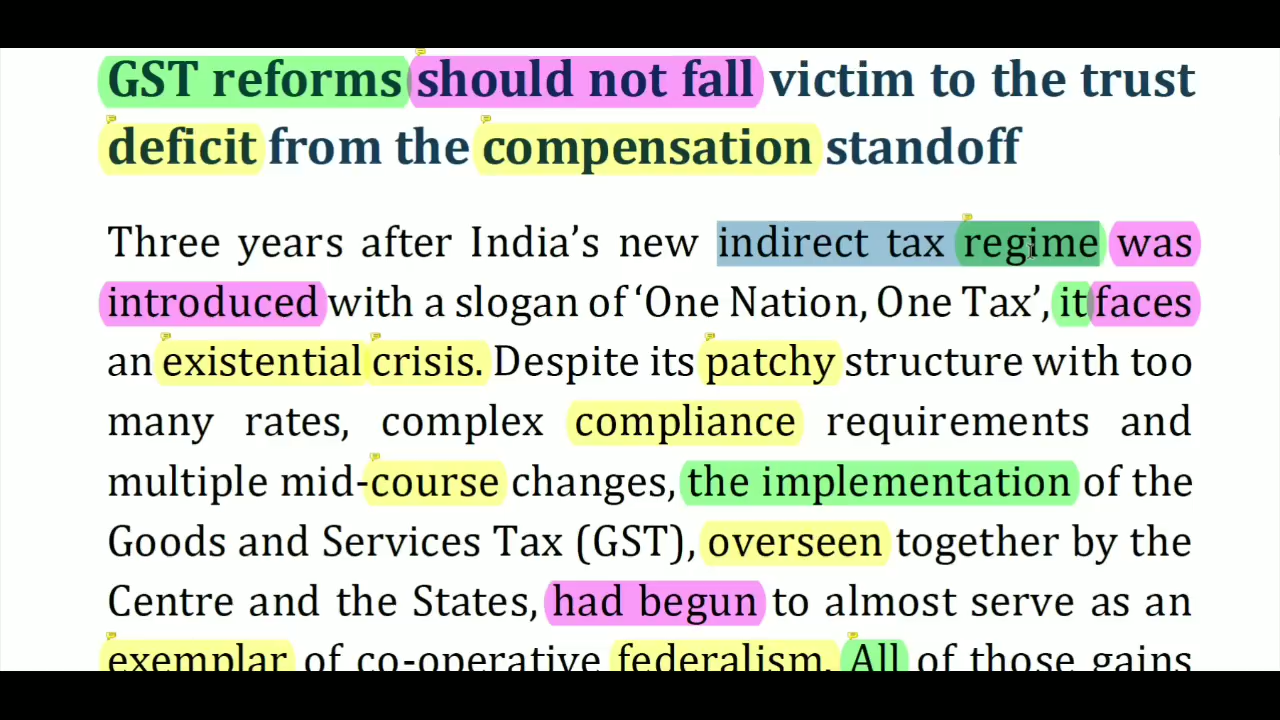 GST reforms should not fall victim to the trust
deficit from the compensation standoff
Three years after India’s new indirect tax regime was
introduced with a slogan of ‘One Nation, One Tax’, it faces
an existential crisis. Despite its patchy structure with too
many rates, complex compliance requirements and
multiple mid-course changes, the implementation of the
Goods and Services Tax (GST), overseen together by the
Centre and the States, had begun to almost serve as an
exemplar of co-operative federalism. All of those gains